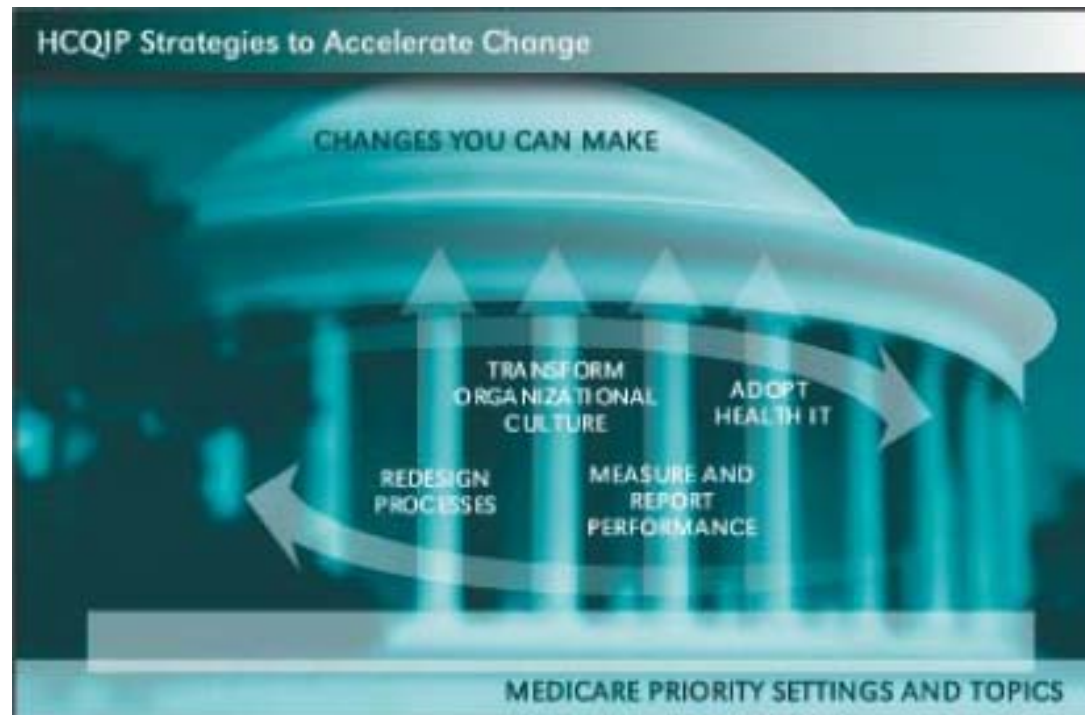 HCQIP Strategies to Accelerate Change
CHANGES YOU CAN MAKE
TRANSFORM
ORGANIZATIONAL
CULTURE
ADOPT
HEALTH IT
REDESIGN
PROCESSES
MEASURE AND
REPORT
PERFORMANCE
MEDICARE PRIORITY SETTINGS AND TOPICS